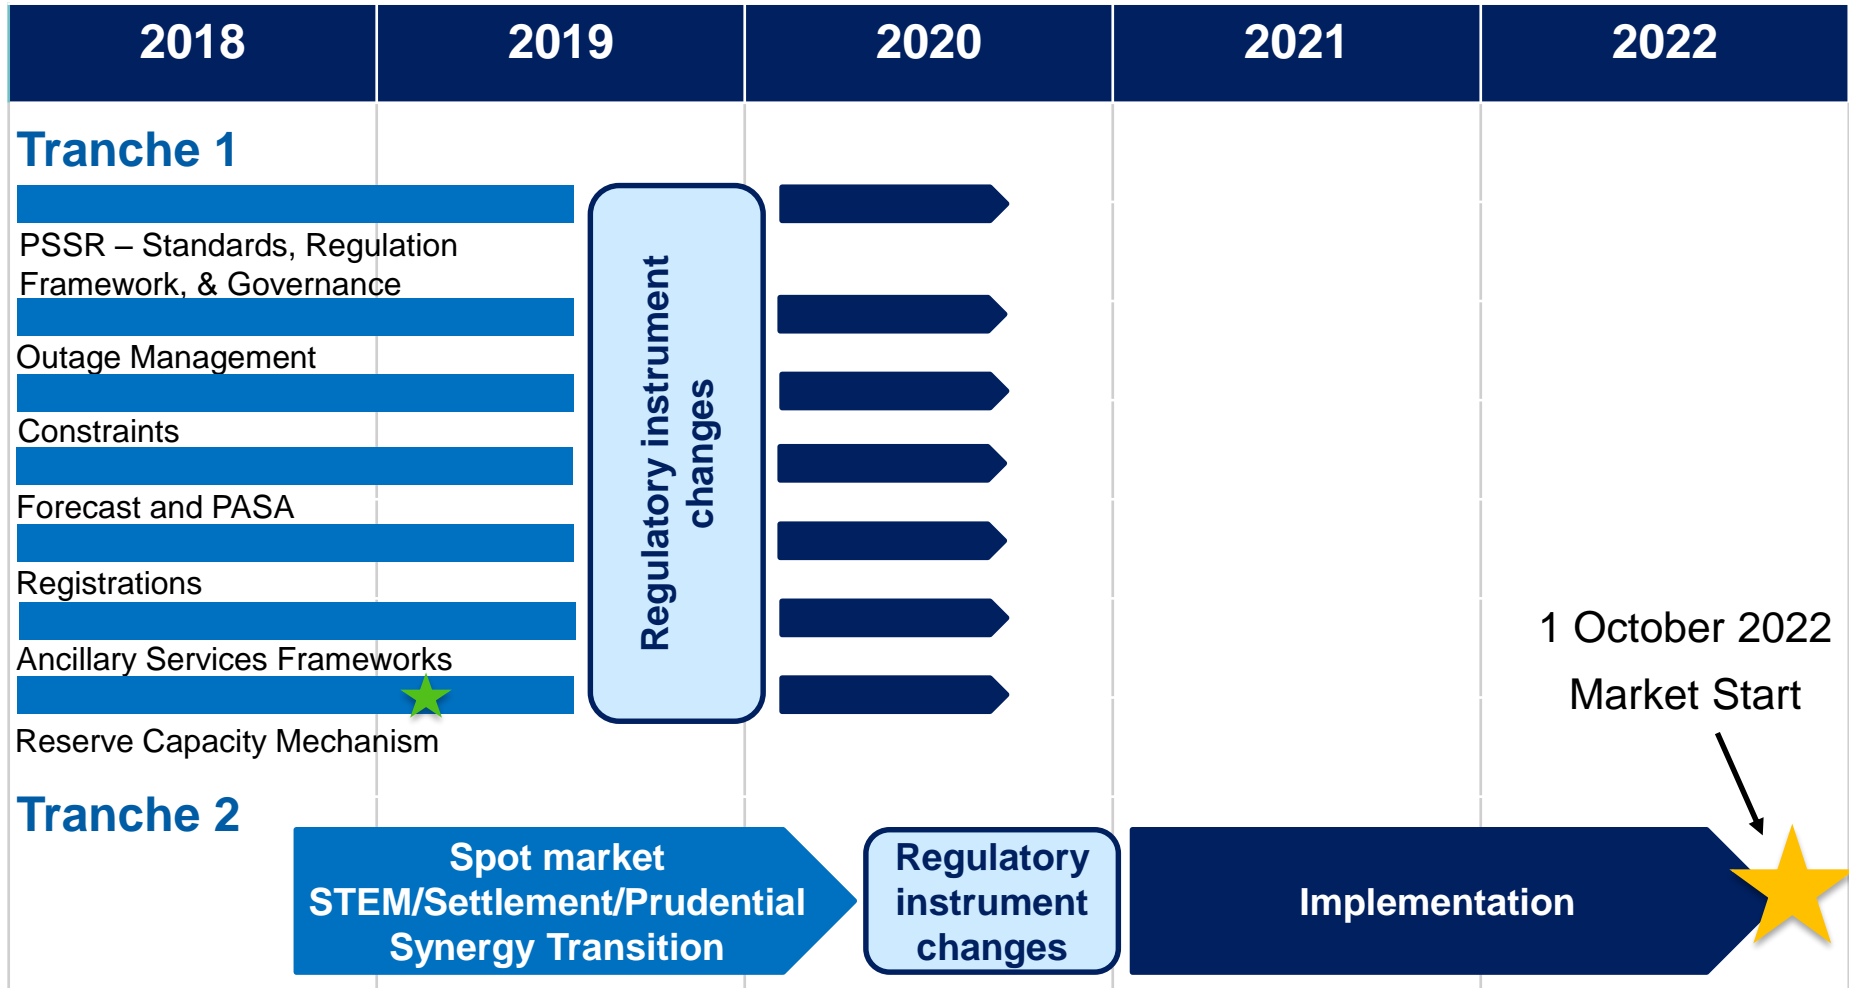 2018 2019 2020 2021 2022
Tranche 1
PSSR – Standards, Regulation
Framework, & Governance
Outage Management
Constraints
Forecast and PASA
Registrations
Ancillary Services Frameworks
Reserve Capacity Mechanism
Regulatory instrument
changes
1 October 2022
Market Start
Tranche 2
Spot market
STEM/Settlement/Prudential
Synergy Transition
Regulatory
instrument
changes
Implementation